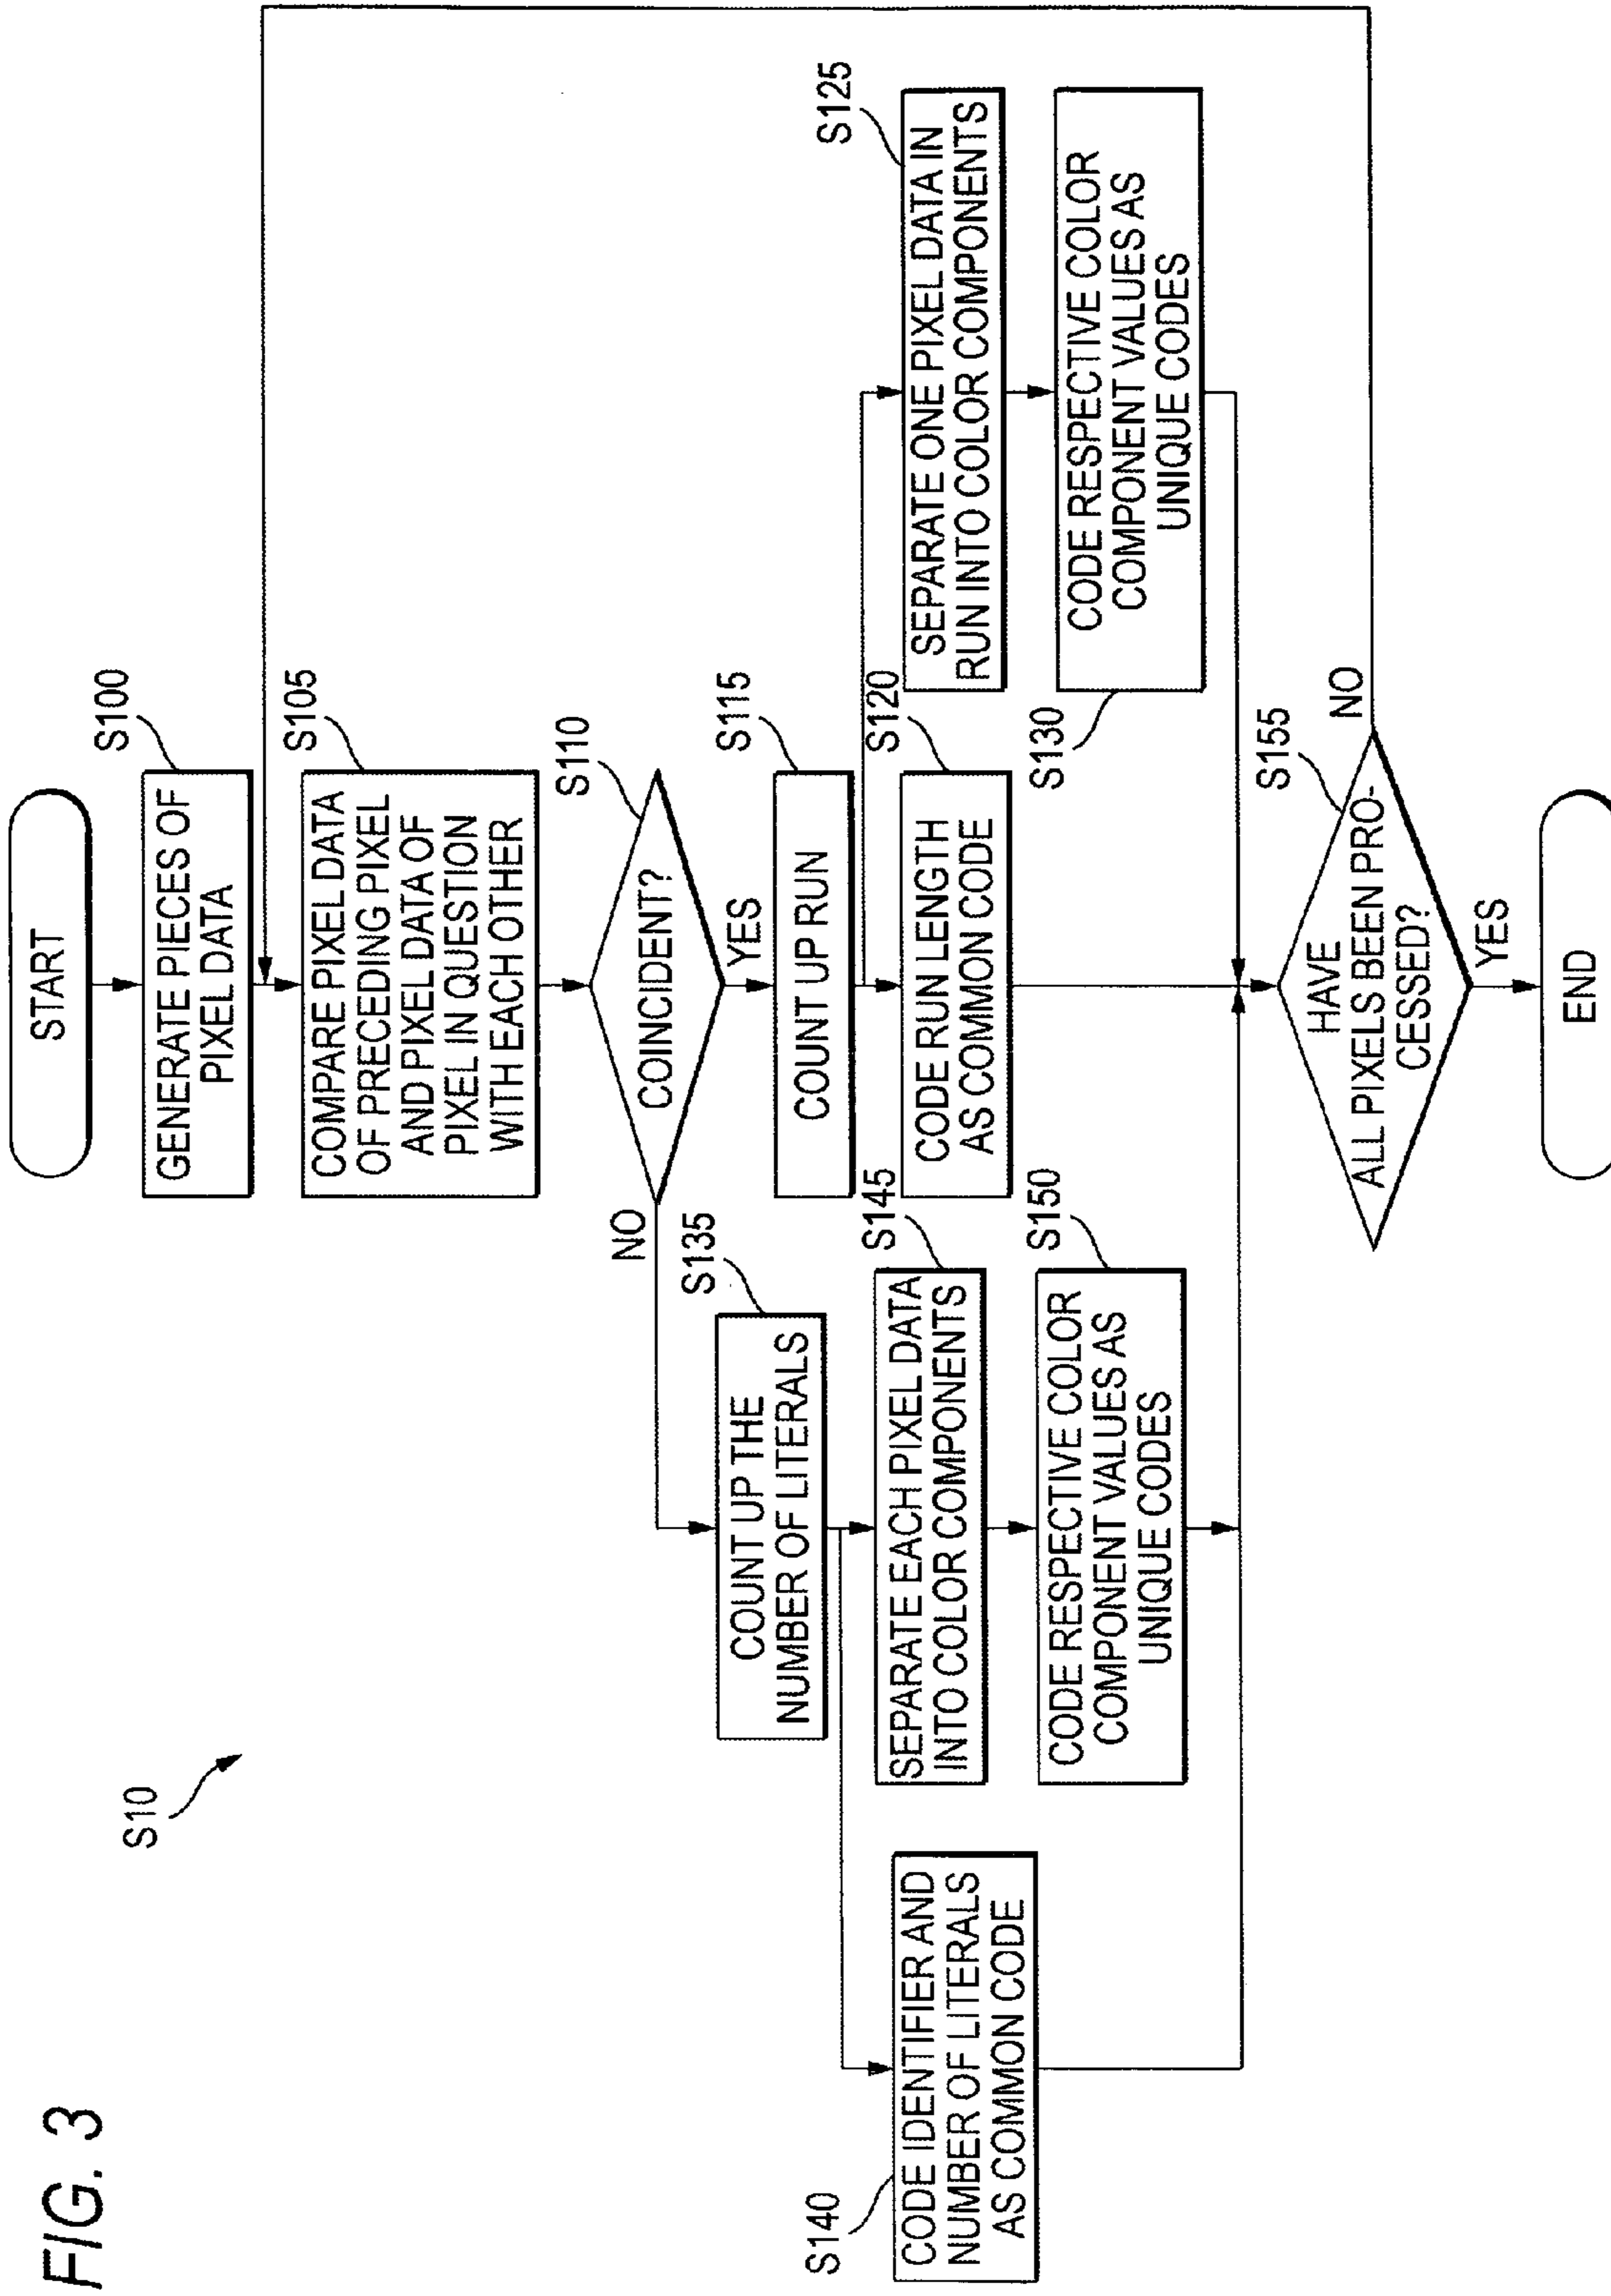 FIG. 3
S10
START
GENERATE PIECES OF
PIXEL DATA
S100
COMPARE PIXEL DATA
OF PRECEDING PIXEL
AND PIXEL DATA OF
PIXEL IN QUESTION
WITH EACH OTHER
S105
COINCIDENT?
S110
NO
YES
COUNT UP RUN
S115
CODE RUN LENGTH
AS COMMON CODE
S120
SEPARATE ONE PIXEL DATA IN
RUN INTO COLOR COMPONENTS
S125
CODE RESPECTIVE COLOR
COMPONENT VALUES AS
UNIQUE CODES
S130
COUNT UP THE
NUMBER OF LITERALS
S135
CODE IDENTIFIER AND
NUMBER OF LITERALS
AS COMMON CODE
S140
SEPARATE EACH PIXEL DATA
INTO COLOR COMPONENTS
S145
CODE RESPECTIVE COLOR
COMPONENT VALUES AS
UNIQUE CODES
S150
HAVE
ALL PIXELS BEEN PRO-
CESSED?
S155
NO
YES
END